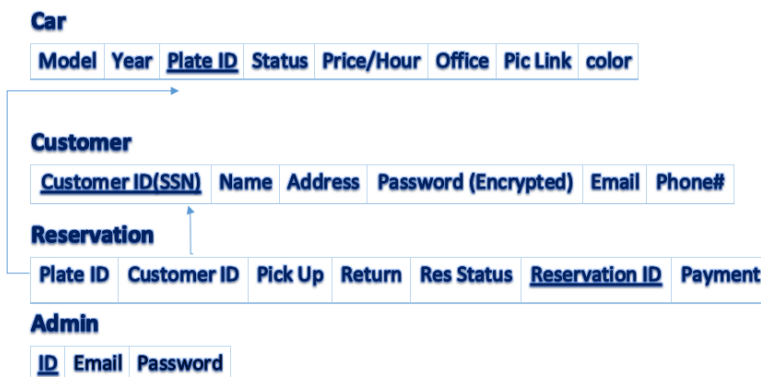 Car
Model Year Plate ID Status Price/Hour Office Pic Link color
Customer
Customer ID(SSN) Name Address Password (Encrypted) Email Phone#
Reservation
Plate ID Customer ID Pick Up Return Res Status Reservation ID Payment
Admin
ID Email Password